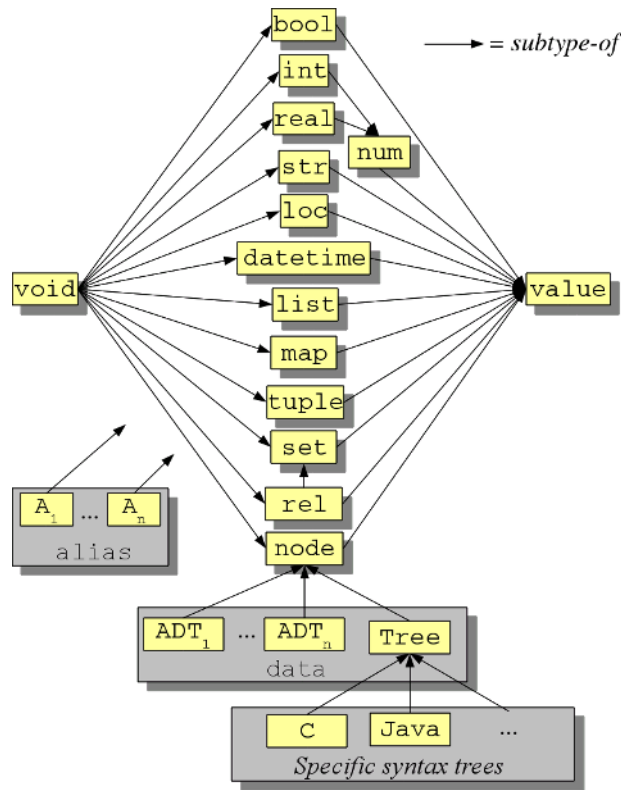 bool
= subtype-of
int
real
num
str
loc
datetime
void
value
list
map
tuple
set
A1 ... An
rel
alias
node
ADT1 ... ADTn Tree
data
C Java ...
Specific syntax trees